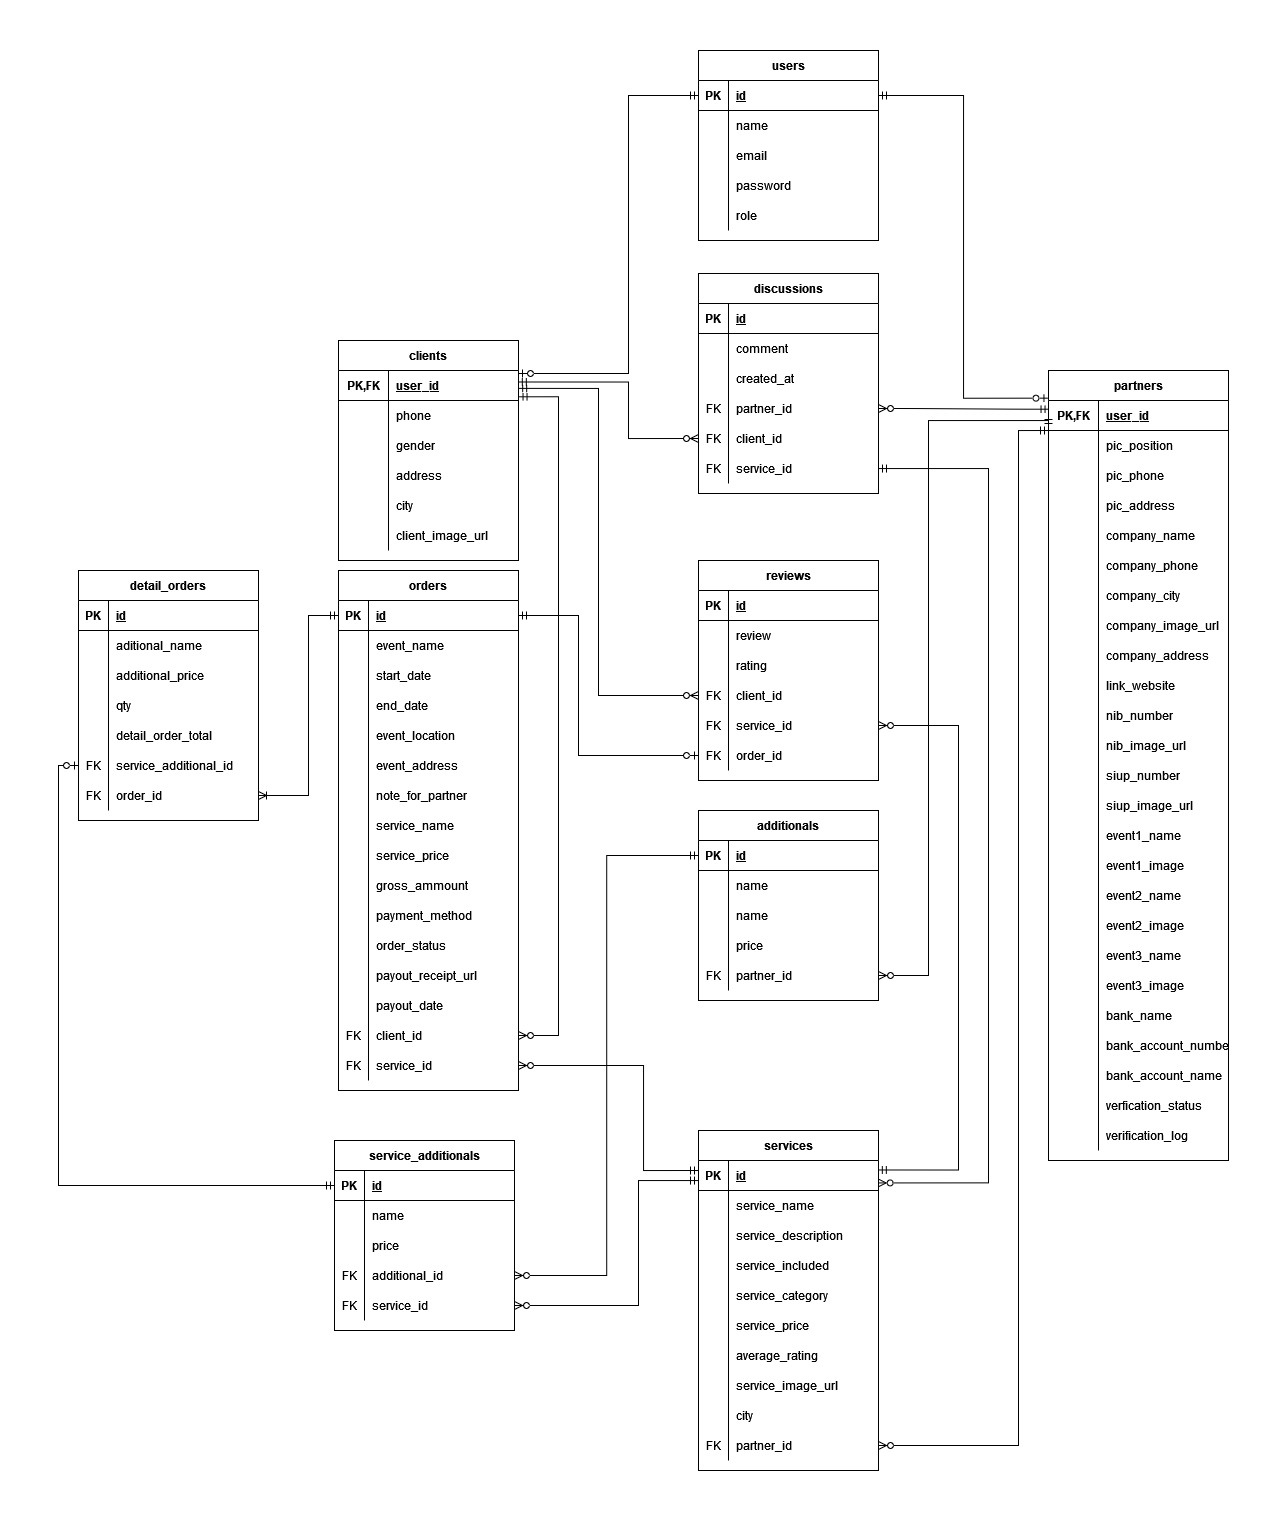 users
PK id
name
email
password
role
discussions
PK id
comment
created_at
FK partner_id
FK client_id
FK service_id
clients
PK,FK user_id
phone
gender
address
city
client_image_url
partners
PK,FK user_id
pic_position
pic_phone
pic_address
company_name
company_phone
company_city
company_image_url
company_address
link_website
nib_number
nib_image_url
siup_number
siup_image_url
event1_name
event1_image
event2_name
event2_image
event3_name
event3_image
bank_name
bank_account_numbe
bank_account_name
verfication_status
verification_log
detail_orders
PK id
aditional_name
additional_price
qty
detail_order_total
FK service_additional_id
FK order_id
orders
PK id
event_name
start_date
end_date
event_location
event_address
note_for_partner
service_name
service_price
gross_ammount
payment_method
order_status
payout_receipt_url
payout_date
FK client_id
FK service_id
reviews
PK id
review
rating
FK client_id
FK service_id
FK order_id
additionals
PK id
name
name
price
FK partner_id
service_additionals
PK id
name
price
FK additional_id
FK service_id
services
PK id
service_name
service_description
service_included
service_category
service_price
average_rating
service_image_url
city
FK partner_id